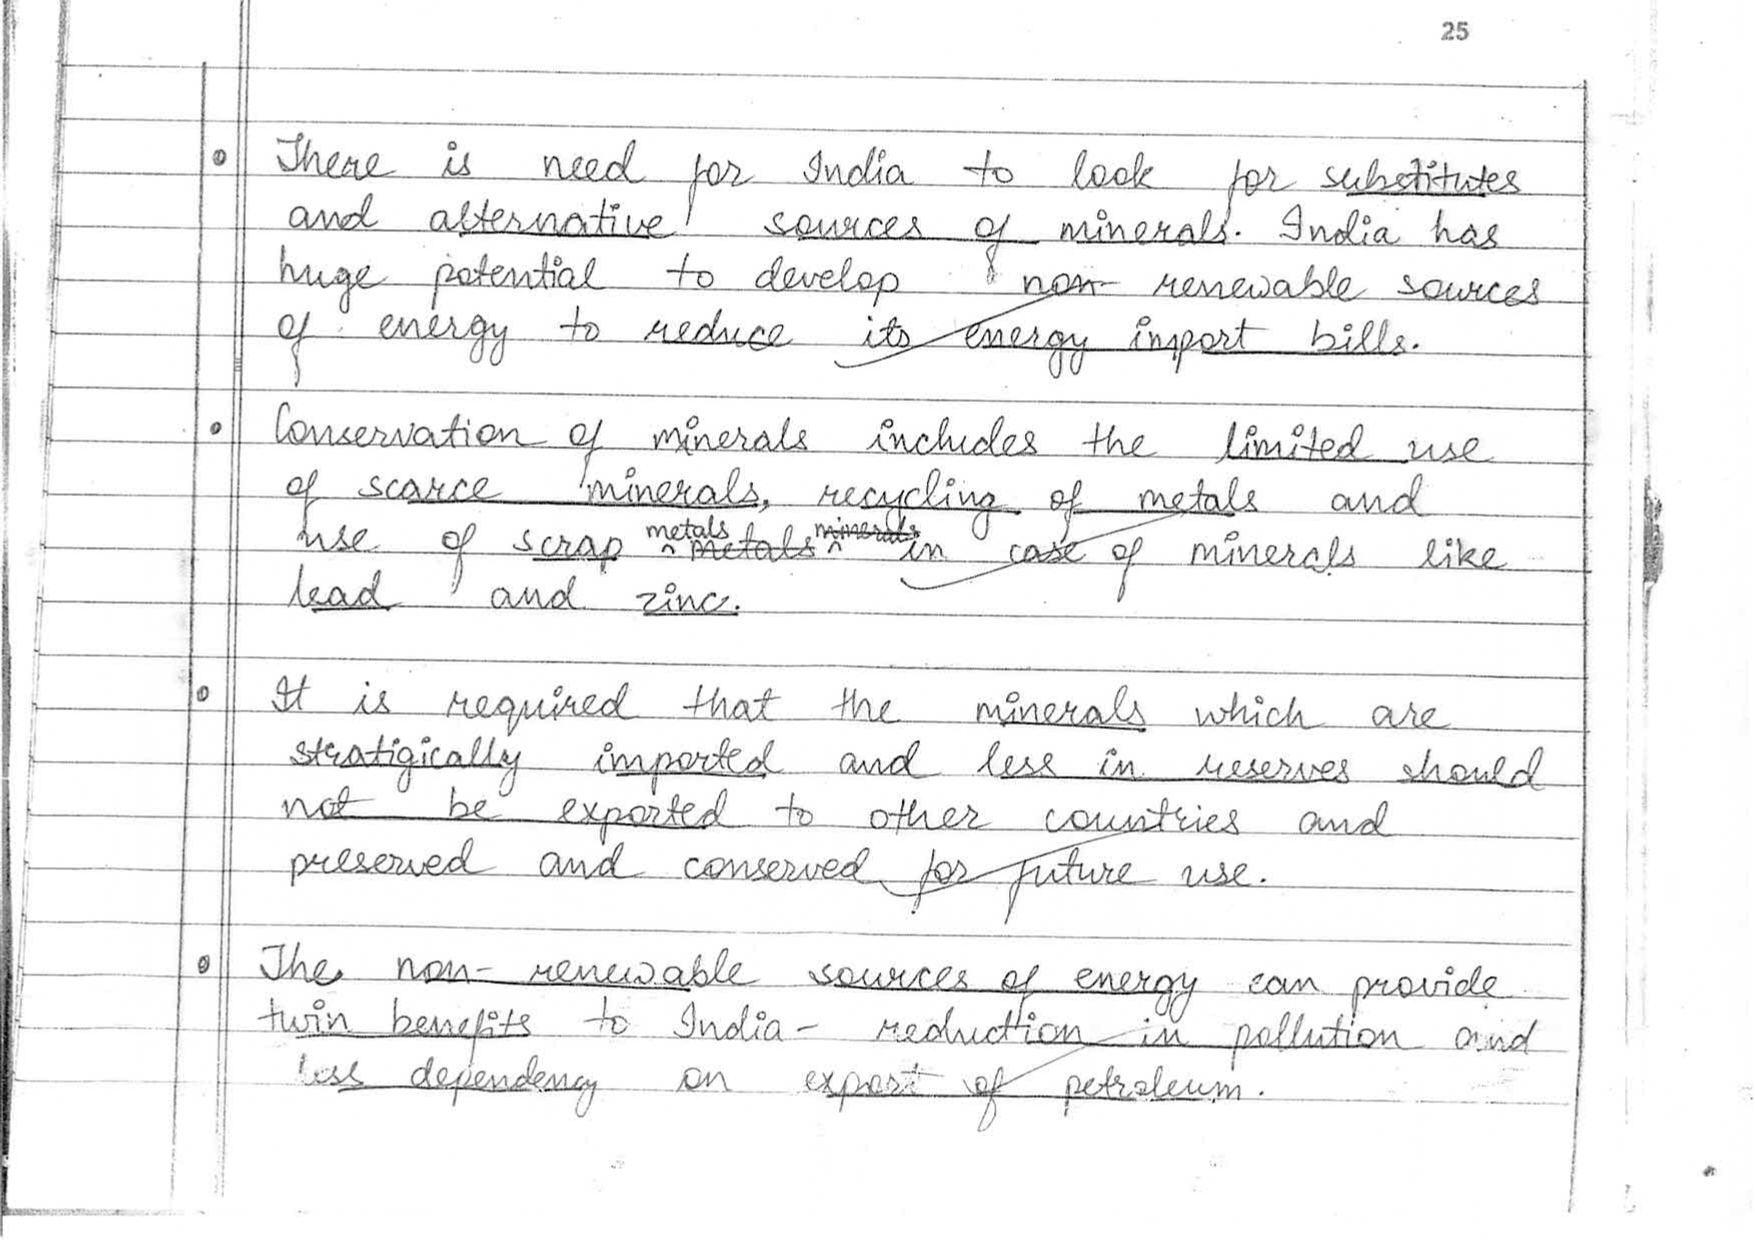 25
There is need for India to look for substitutes
and alternative sources of minerals. India has
huge potential to develop non- renewable sources
of energy to reduce its energy import bills.
Conservation of minerals includes the limited use
of scarce minerals, recycling of metals and
use of scrap metals in case of minerals like
lead and zinc.
It is required that the minerals which are
stratigically imported and less in reserves should
not be exported to other countries and
preserved and conserved for future use.
The non- renewable sources of energy can provide
twin benefits to India - reduction in pollution and
less dependency on export of petroleum.